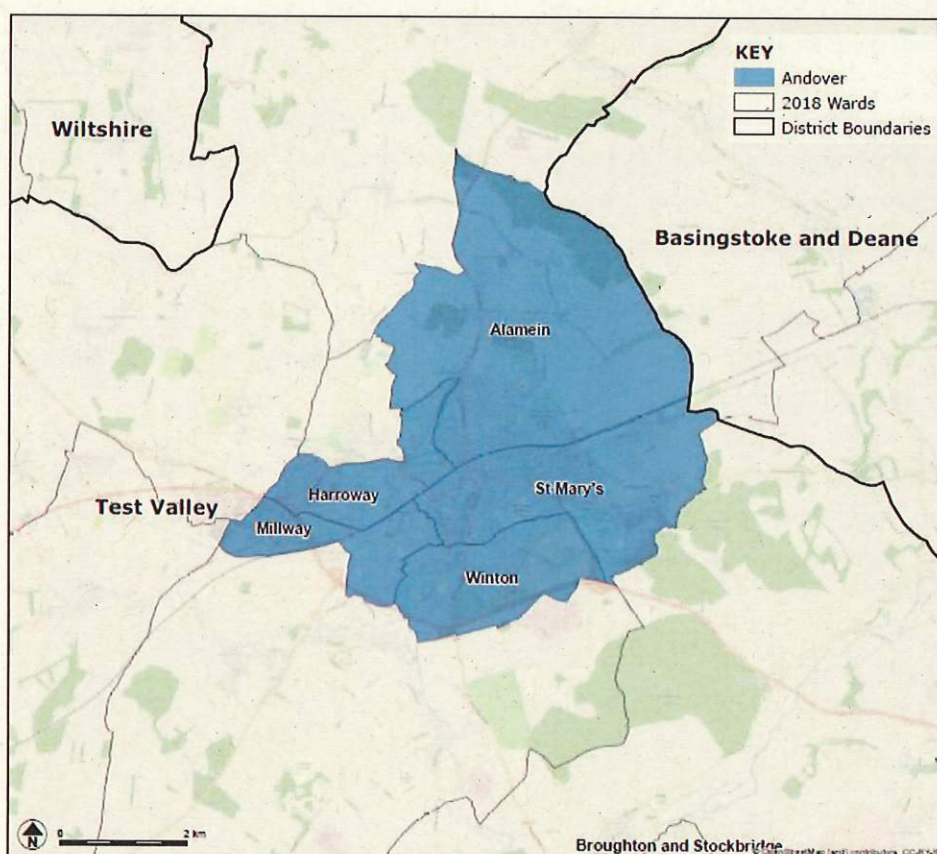 KEY
Andover
2018 Wards
District Boundaries
Wiltshire
Basingstoke and Deane
Alamein
St Mary's
Harroway
Test Valley
Millway
Winton
N
0 2 km
Broughton and Stockbridge